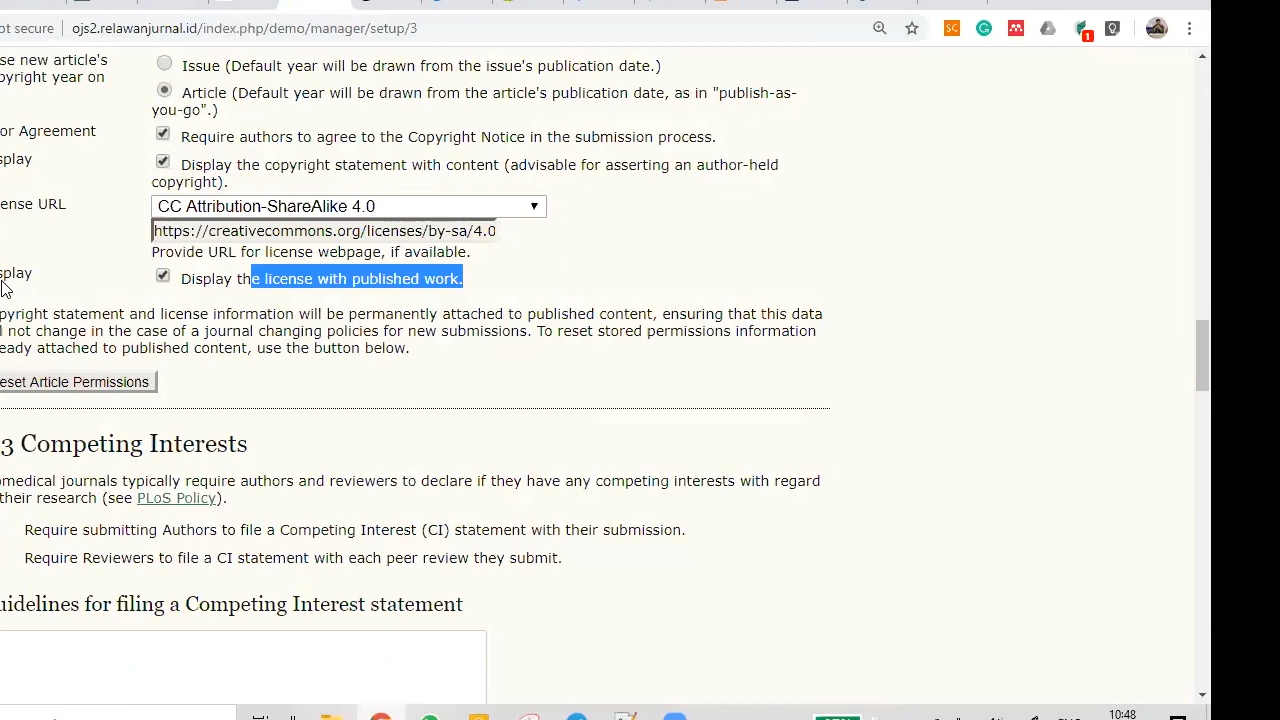 ot secure | ojs2.relawanjurnal.id/index.php/demo/manager/setup/3
SC
1
se new article's
Issue (Default year will be drawn from the issue's publication date.)
pyright year on
Article (Default year will be drawn from the article's publication date, as in "publish-as-
you-go".)
or Agreement
Require authors to agree to the Copyright Notice in the submission process.
splay
Display the copyright statement with content (advisable for asserting an author-held
copyright).
ense URL
CC Attribution-ShareAlike 4.0
https://creativecommons.org/licenses/by-sa/4.0
Provide URL for license webpage, if available.
splay
Display the license with published work.
pyright statement and license information will be permanently attached to published content, ensuring that this data
l not change in the case of a journal changing policies for new submissions. To reset stored permissions information
eady attached to published content, use the button below.
eset Article Permissions
3 Competing Interests
omedical journals typically require authors and reviewers to declare if they have any competing interests with regard
their research (see PLoS Policy).
Require submitting Authors to file a Competing Interest (CI) statement with their submission.
Require Reviewers to file a CI statement with each peer review they submit.
uidelines for filing a Competing Interest statement
10:48